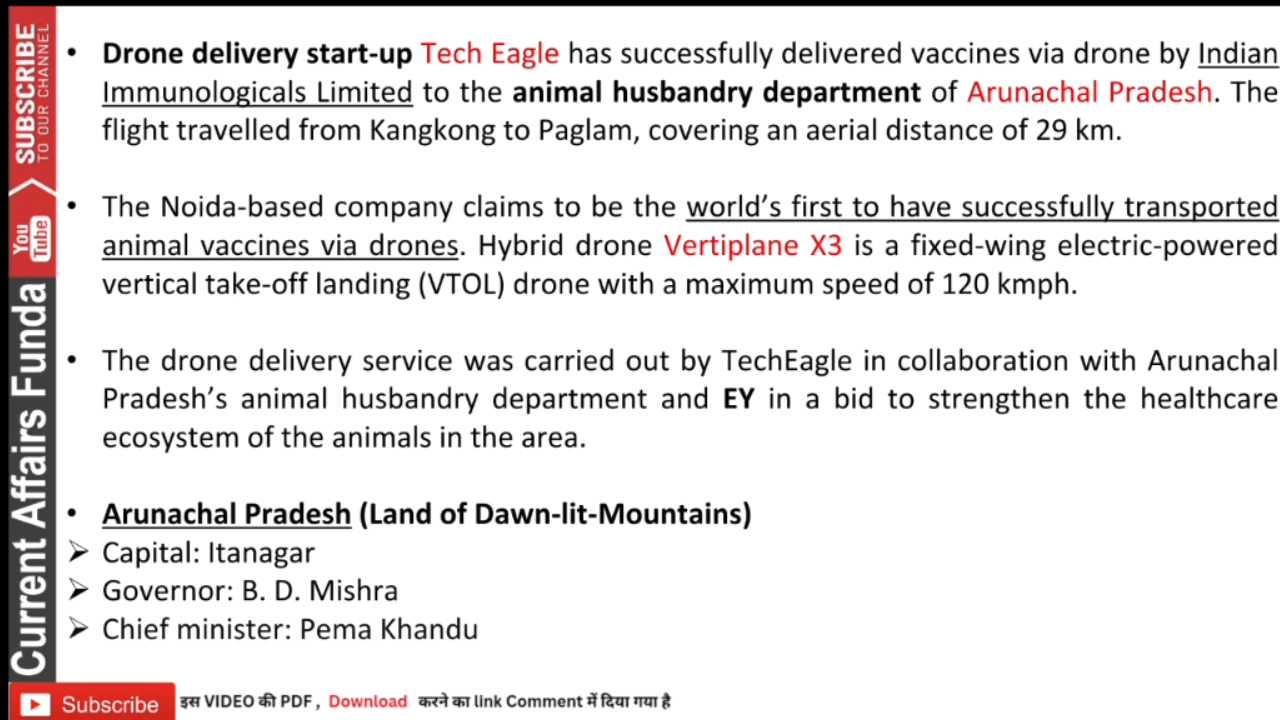 • Drone delivery start-up Tech Eagle has successfully delivered vaccines via drone by Indian
Immunologicals Limited to the animal husbandry department of Arunachal Pradesh. The
flight travelled from Kangkong to Paglam, covering an aerial distance of 29 km.
• The Noida-based company claims to be the world’s first to have successfully transported
animal vaccines via drones. Hybrid drone Vertiplane X3 is a fixed-wing electric-powered
vertical take-off landing (VTOL) drone with a maximum speed of 120 kmph.
• The drone delivery service was carried out by TechEagle in collaboration with Arunachal
Pradesh’s animal husbandry department and EY in a bid to strengthen the healthcare
ecosystem of the animals in the area.
• Arunachal Pradesh (Land of Dawn-lit-Mountains)
➢ Capital: Itanagar
➢ Governor: B. D. Mishra
➢ Chief minister: Pema Khandu
SUBSCRIBE
TO OUR CHANNEL
You
Tube
Current Affairs Funda
Subscribe
इस VIDEO की PDF , Download करने का link Comment में दिया गया है